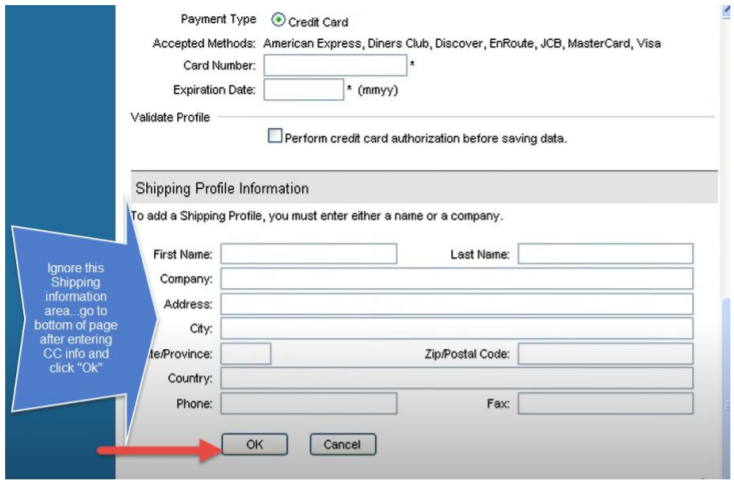 Payment Type Credit Card
Accepted Methods: American Express, Diners Club, Discover, EnRoute, JCB, MasterCard, Visa
Card Number: *
Expiration Date: * (mmyy)
Validate Profile
Perform credit card authorization before saving data.
Shipping Profile Information
To add a Shipping Profile, you must enter either a name or a company.
First Name: Last Name:
Company:
Address:
City:
te/Province: Zip/Postal Code:
Country:
Phone: Fax:
OK Cancel
Ignore this
Shipping
information
area...go to
bottom of page
after entering
CC info and
click "Ok"